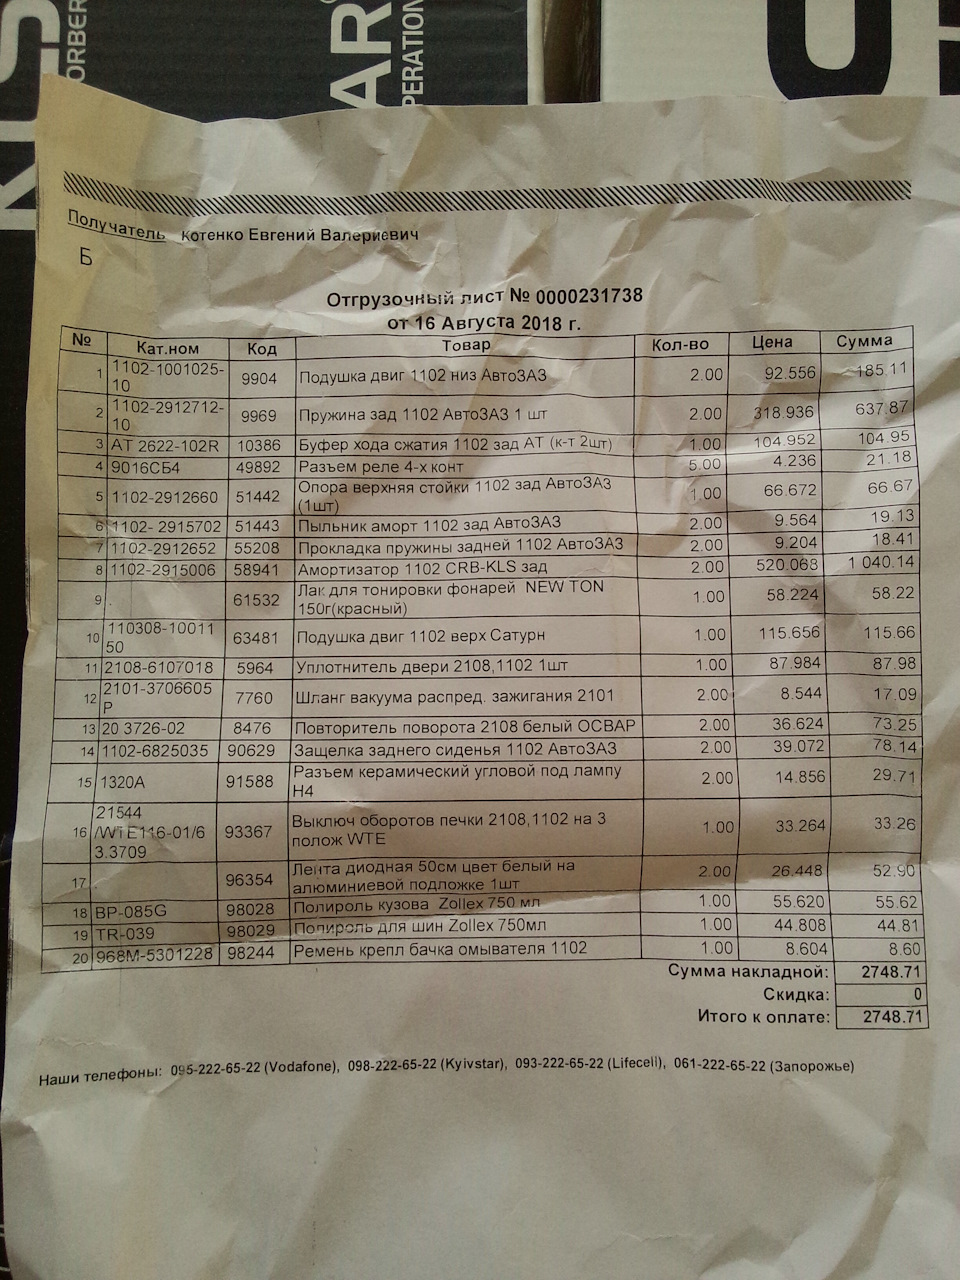 ORBER
AR
PERATION
Получатель Котенко Евгений Валериевич
Б
Отгрузочный лист № 0000231738
от 16 Августа 2018 г.
№ Кат.ном Код Товар Кол-во Цена Сумма
1 1102-1001025-10 9904 Подушка двиг 1102 низ АвтоЗАЗ 2.00 92.556 185.11
2 1102-2912712-10 9969 Пружина зад 1102 АвтоЗАЗ 1 шт 2.00 318.936 637.87
3 АТ 2622-102R 10386 Буфер хода сжатия 1102 зад АТ (к-т 2шт) 1.00 104.952 104.95
4 9016СБ4 49892 Разъем реле 4-х конт 5.00 4.236 21.18
5 1102-2912660 51442 Опора верхняя стойки 1102 зад АвтоЗАЗ (1шт) 1.00 66.672 66.67
6 1102- 2915702 51443 Пыльник аморт 1102 зад АвтоЗАЗ 2.00 9.564 19.13
7 1102-2912652 55208 Прокладка пружины задней 1102 АвтоЗАЗ 2.00 9.204 18.41
8 1102-2915006 58941 Амортизатор 1102 CRB-KLS зад 2.00 520.068 1 040.14
9 . 61532 Лак для тонировки фонарей NEW TON 150г(красный) 1.00 58.224 58.22
10 110308-1001150 63481 Подушка двиг 1102 верх Сатурн 1.00 115.656 115.66
11 2108-6107018 5964 Уплотнитель двери 2108,1102 1шт 1.00 87.984 87.98
12 2101-3706605Р 7760 Шланг вакуума распред. зажигания 2101 2.00 8.544 17.09
13 20 3726-02 8476 Повторитель поворота 2108 белый ОСВАР 2.00 36.624 73.25
14 1102-6825035 90629 Защелка заднего сиденья 1102 АвтоЗАЗ 2.00 39.072 78.14
15 1320А 91588 Разъем керамический угловой под лампу Н4 2.00 14.856 29.71
16 21544 /WTE116-01/63.3709 93367 Выключ оборотов печки 2108,1102 на 3 полож WTE 1.00 33.264 33.26
17 96354 Лента диодная 50см цвет белый на алюминиевой подложке 1шт 2.00 26.448 52.90
18 BP-085G 98028 Полироль кузова Zollex 750 мл 1.00 55.620 55.62
19 TR-039 98029 Полироль для шин Zollex 750мл 1.00 44.808 44.81
20 968М-5301228 98244 Ремень крепл бачка омывателя 1102 1.00 8.604 8.60
Сумма накладной: 2748.71
Скидка: 0
Итого к оплате: 2748.71
Наши телефоны: 095-222-65-22 (Vodafone), 098-222-65-22 (Kyivstar), 093-222-65-22 (Lifecell), 061-222-65-22 (Запорожье)